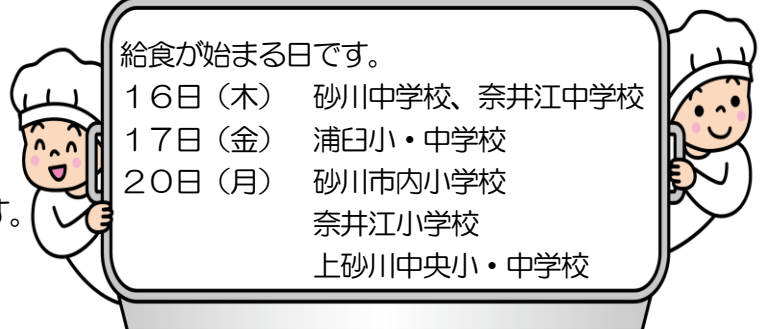 給食が始まる日です。
16日(木) 砂川中学校、奈井江中学校
17日(金) 浦臼小・中学校
20日(月) 砂川市内小学校
奈井江小学校
上砂川中央小・中学校
す。